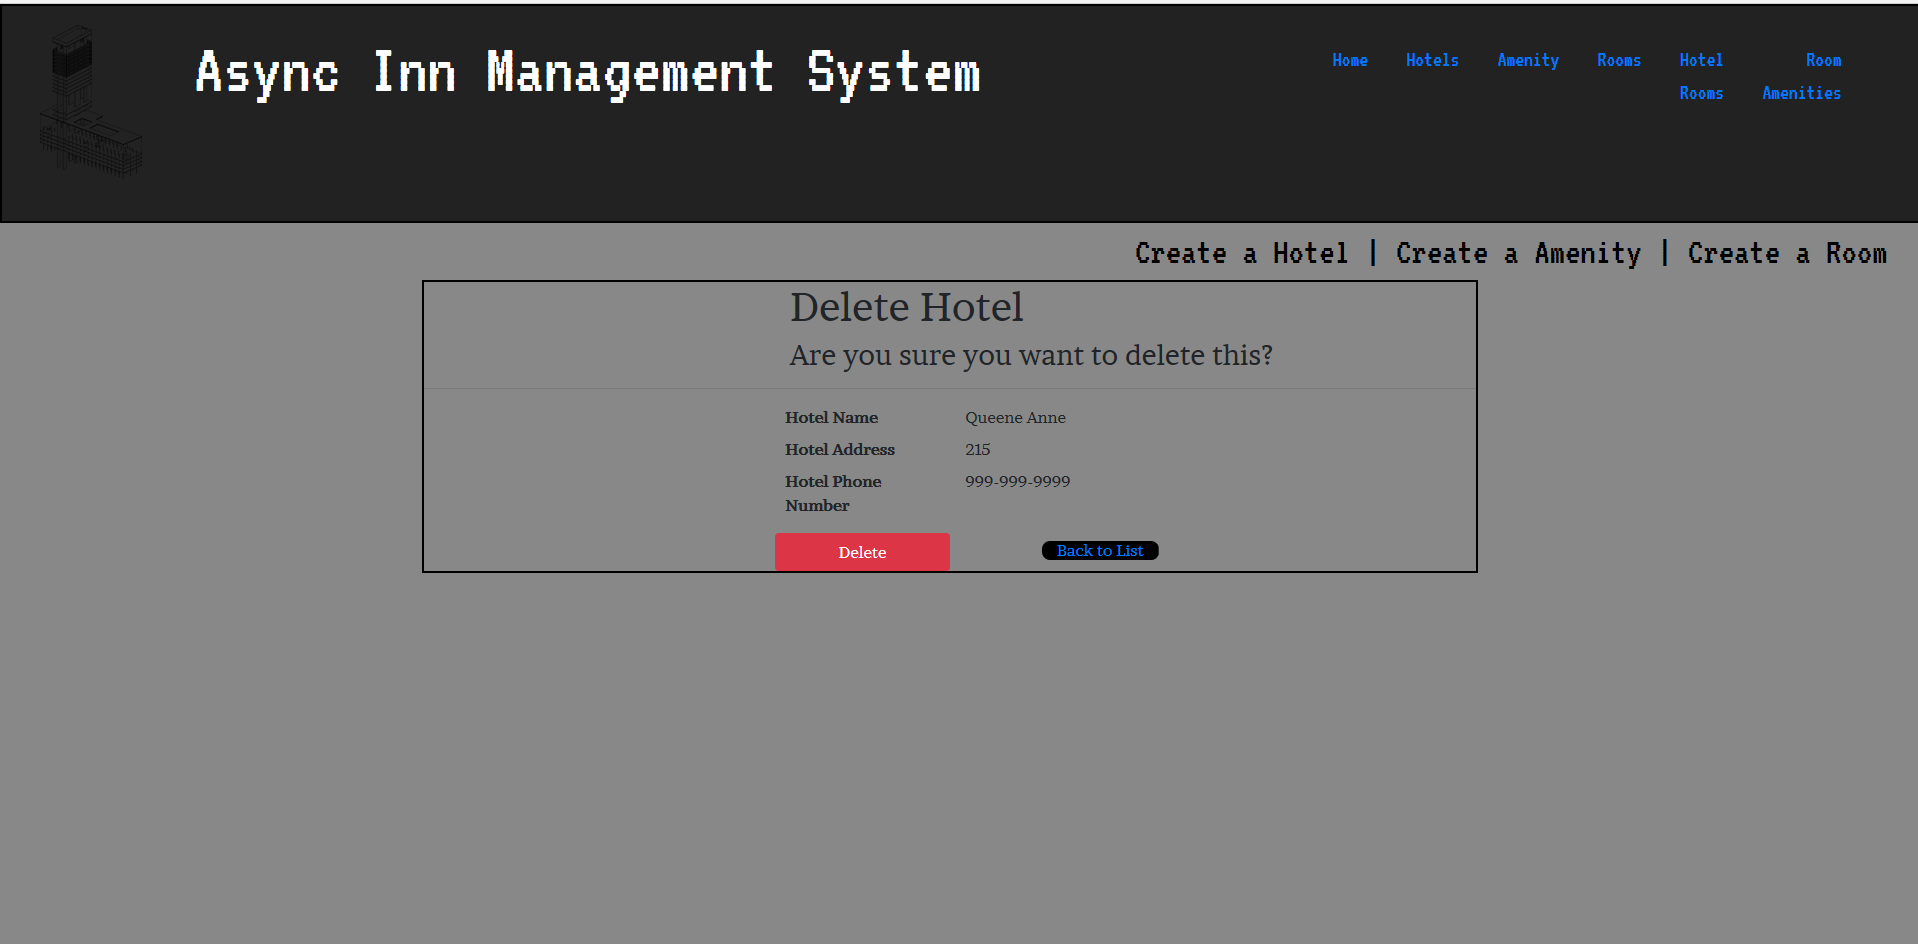 Async Inn Management System
Home Hotels Amenity Rooms Hotel Rooms Room Amenities
Create a Hotel | Create a Amenity | Create a Room
Delete Hotel
Are you sure you want to delete this?
Hotel Name Queene Anne
Hotel Address 215
Hotel Phone Number 999-999-9999
Delete Back to List